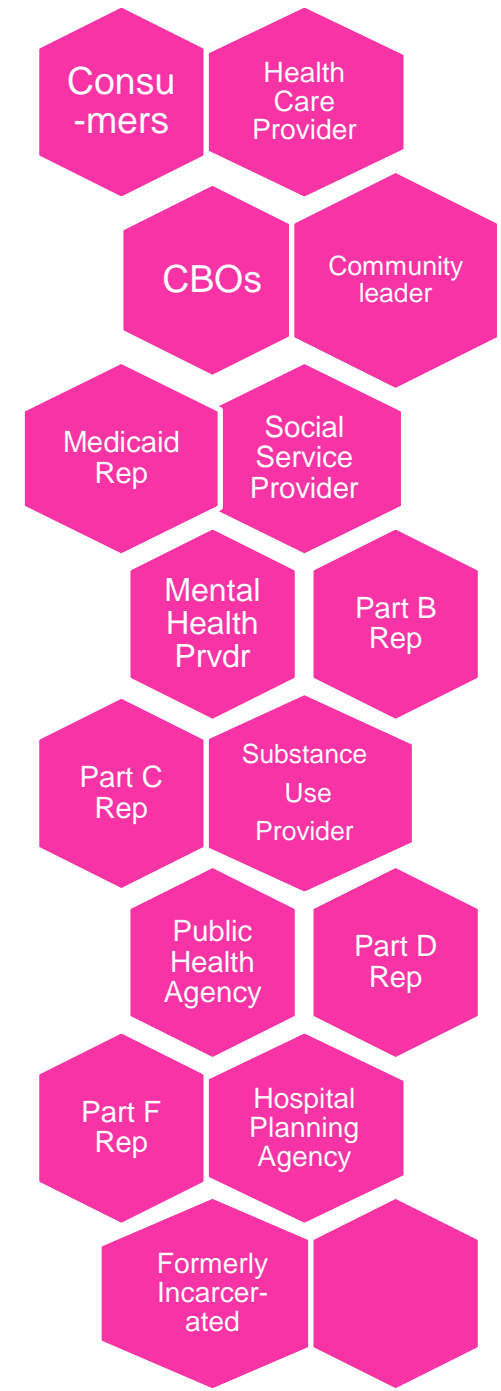 Consu
-mers
Health
Care
Provider
CBOs
Community
leader
Medicaid
Rep
Social
Service
Provider
Mental
Health
Prvdr
Part B
Rep
Part C
Rep
Substance
Use
Provider
Public
Health
Agency
Part D
Rep
Part F
Rep
Hospital
Planning
Agency
Formerly
Incarcer-
ated